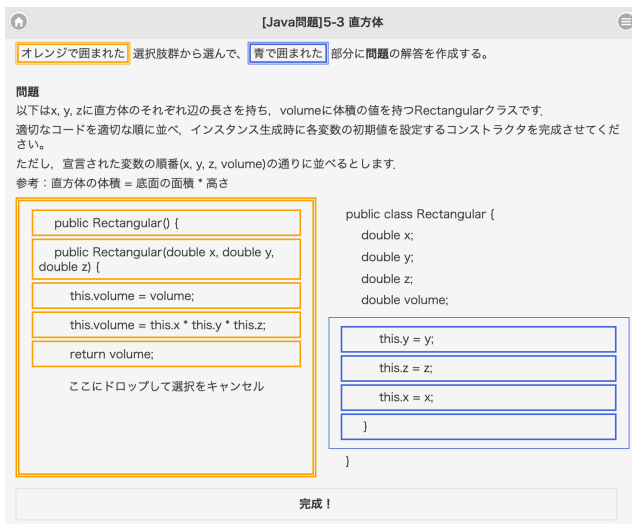 [Java問題]5-3 直方体
オレンジで囲まれた 選択肢群から選んで、 青で囲まれた 部分に問題の解答を作成する。
問題
以下はx, y, zに直方体のそれぞれ辺の長さを持ち，volumeに体積の値を持つRectangularクラスです．
適切なコードを適切な順に並べ，インスタンス生成時に各変数の初期値を設定するコンストラクタを完成させてくだ
さい。
ただし，宣言された変数の順番(x, y, z, volume)の通りに並べるとします．
参考：直方体の体積 = 底面の面積 * 高さ
public Rectangular() {
public Rectangular(double x, double y,
double z) {
this.volume = volume;
this.volume = this.x * this.y * this.z;
return volume;
ここにドロップして選択をキャンセル
public class Rectangular {
double x;
double y;
double z;
double volume;
this.y = y;
this.z = z;
this.x = x;
}
}
完成！